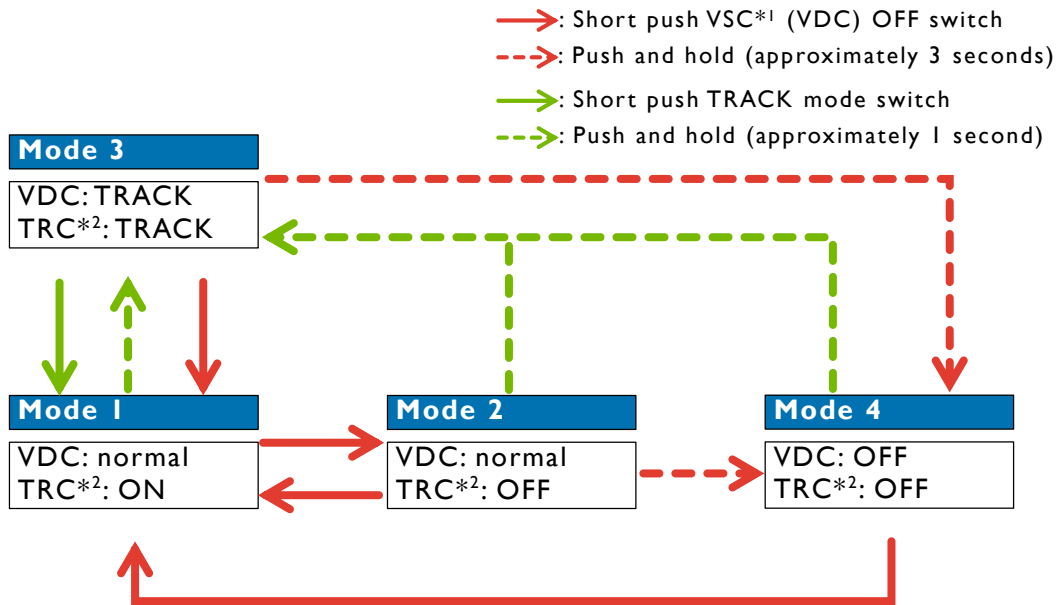 : Short push VSC*1 (VDC) OFF switch
: Push and hold (approximately 3 seconds)
: Short push TRACK mode switch
: Push and hold (approximately 1 second)
Mode 3
VDC: TRACK
TRC*2: TRACK
Mode 1
VDC: normal
TRC*2: ON
Mode 2
VDC: normal
TRC*2: OFF
Mode 4
VDC: OFF
TRC*2: OFF